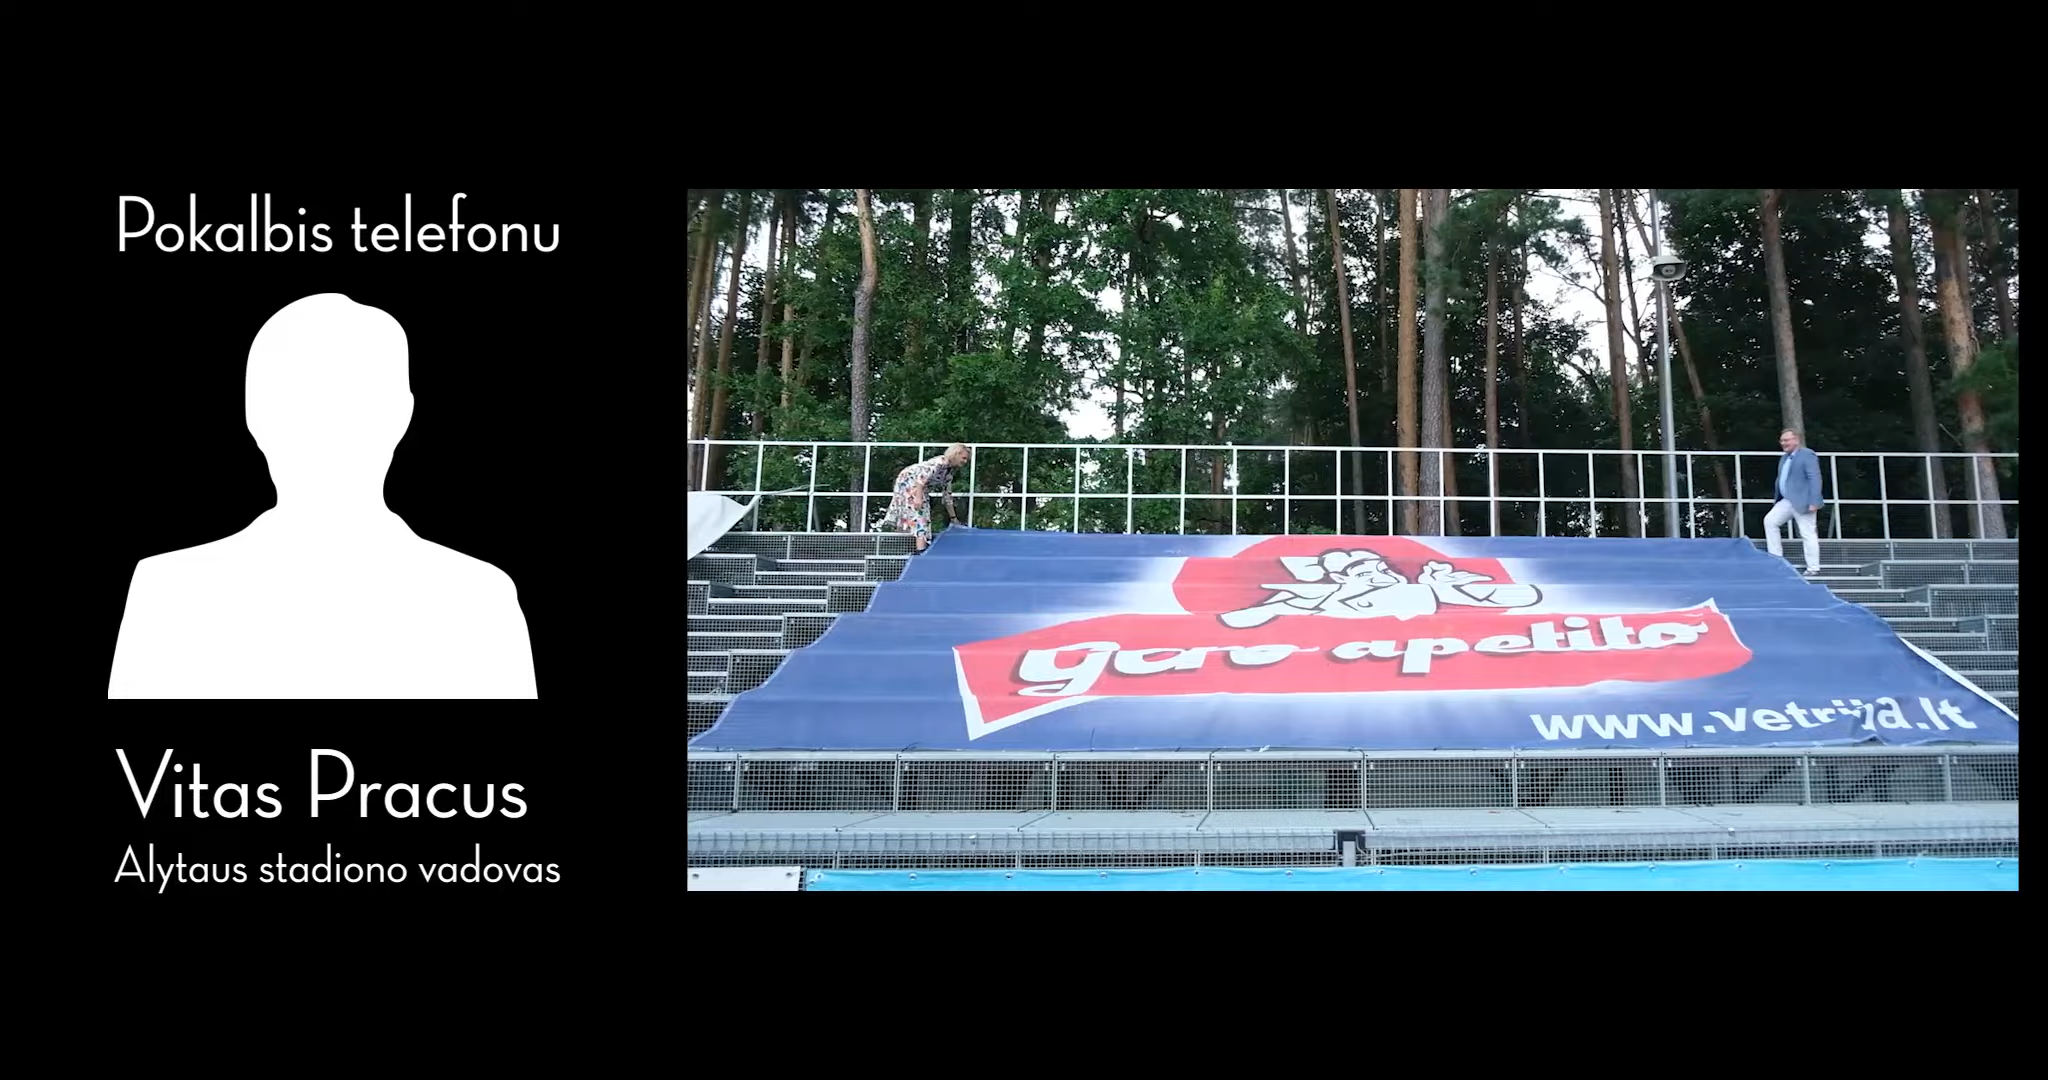 Pokalbis telefonu
Vitas Pracus
Alytaus stadiono vadovas
gero apetito